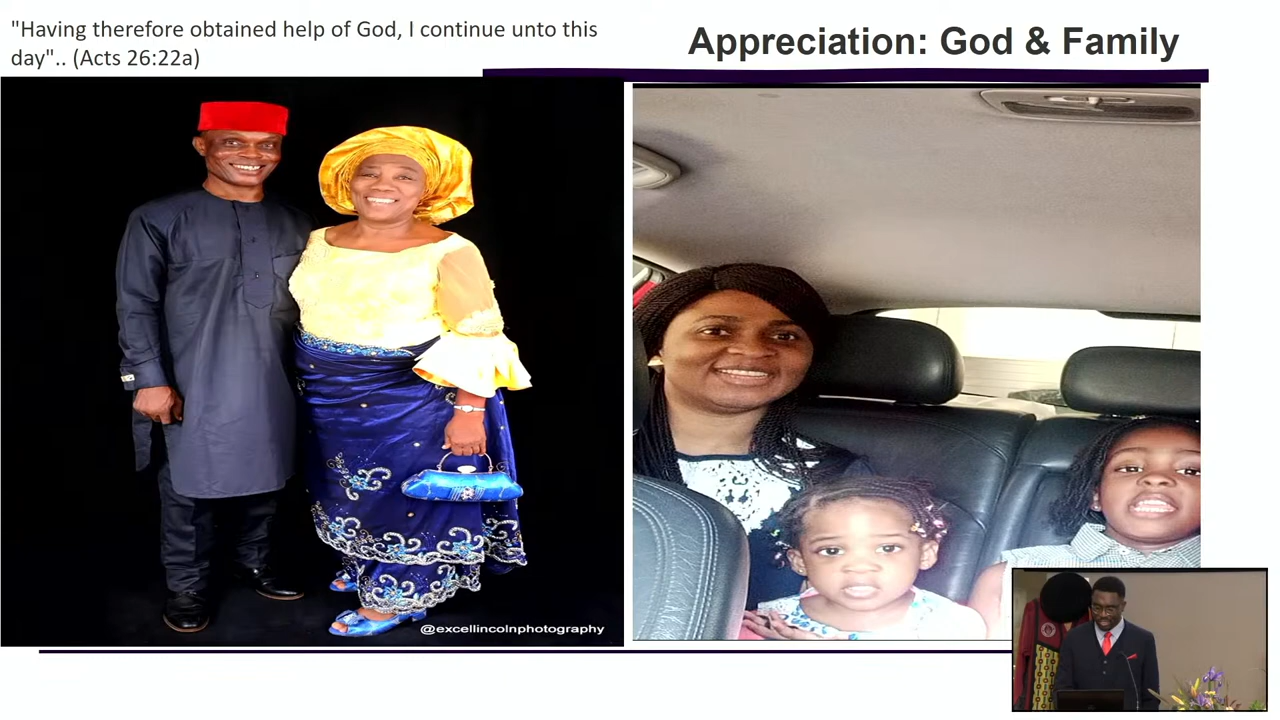 "Having therefore obtained help of God, I continue unto this
day".. (Acts 26:22a)
Appreciation: God & Family
@excellincolnphotography